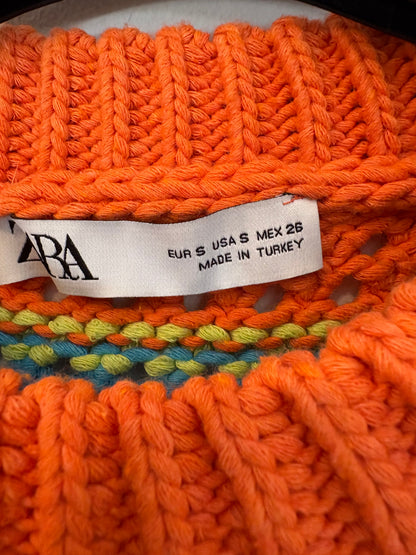 ZARA
EUR S USA S MEX 26
MADE IN TURKEY